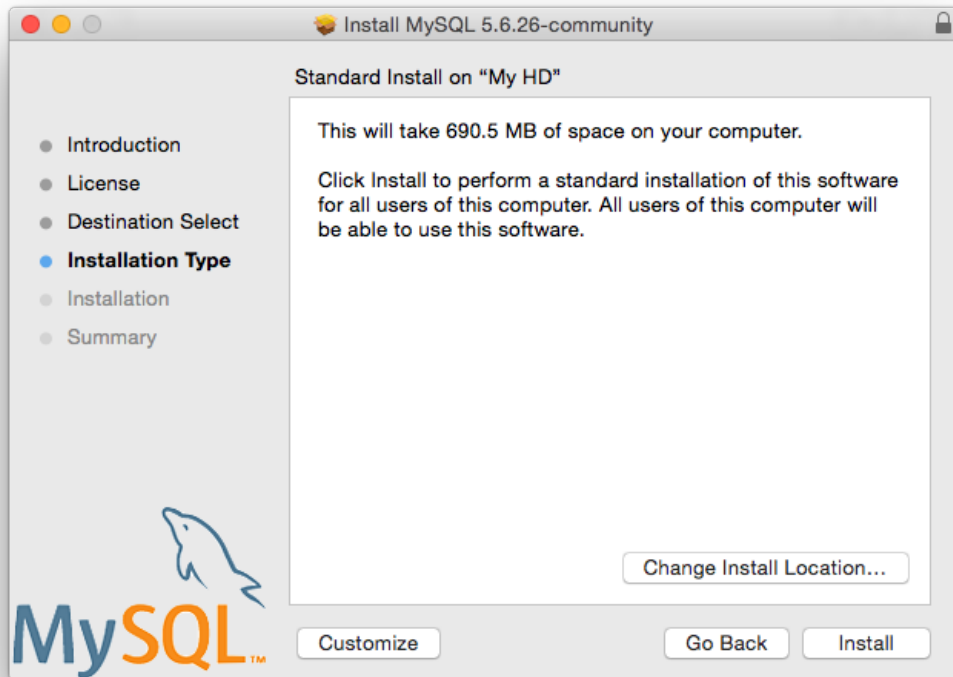 Install MySQL 5.6.26-community
Standard Install on “My HD”
Introduction
License
Destination Select
Installation Type
Installation
Summary
This will take 690.5 MB of space on your computer.
Click Install to perform a standard installation of this software
for all users of this computer. All users of this computer will
be able to use this software.
Change Install Location...
MySQL™
Customize
Go Back
Install